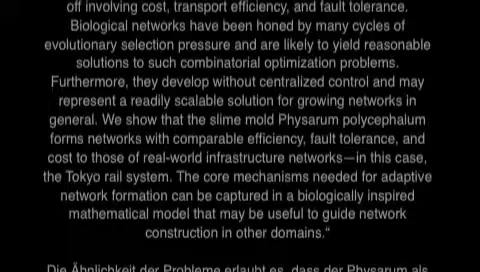 off involving cost, transport efficiency, and fault tolerance.
Biological networks have been honed by many cycles of
evolutionary selection pressure and are likely to yield reasonable
solutions to such combinatorial optimization problems.
Furthermore, they develop without centralized control and may
represent a readily scalable solution for growing networks in
general. We show that the slime mold Physarum polycephalum
forms networks with comparable efficiency, fault tolerance, and
cost to those of real-world infrastructure networks—in this case,
the Tokyo rail system. The core mechanisms needed for adaptive
network formation can be captured in a biologically inspired
mathematical model that may be useful to guide network
construction in other domains.“
Die Ähnlichkeit der Probleme erlaubt es, dass der Physarum als